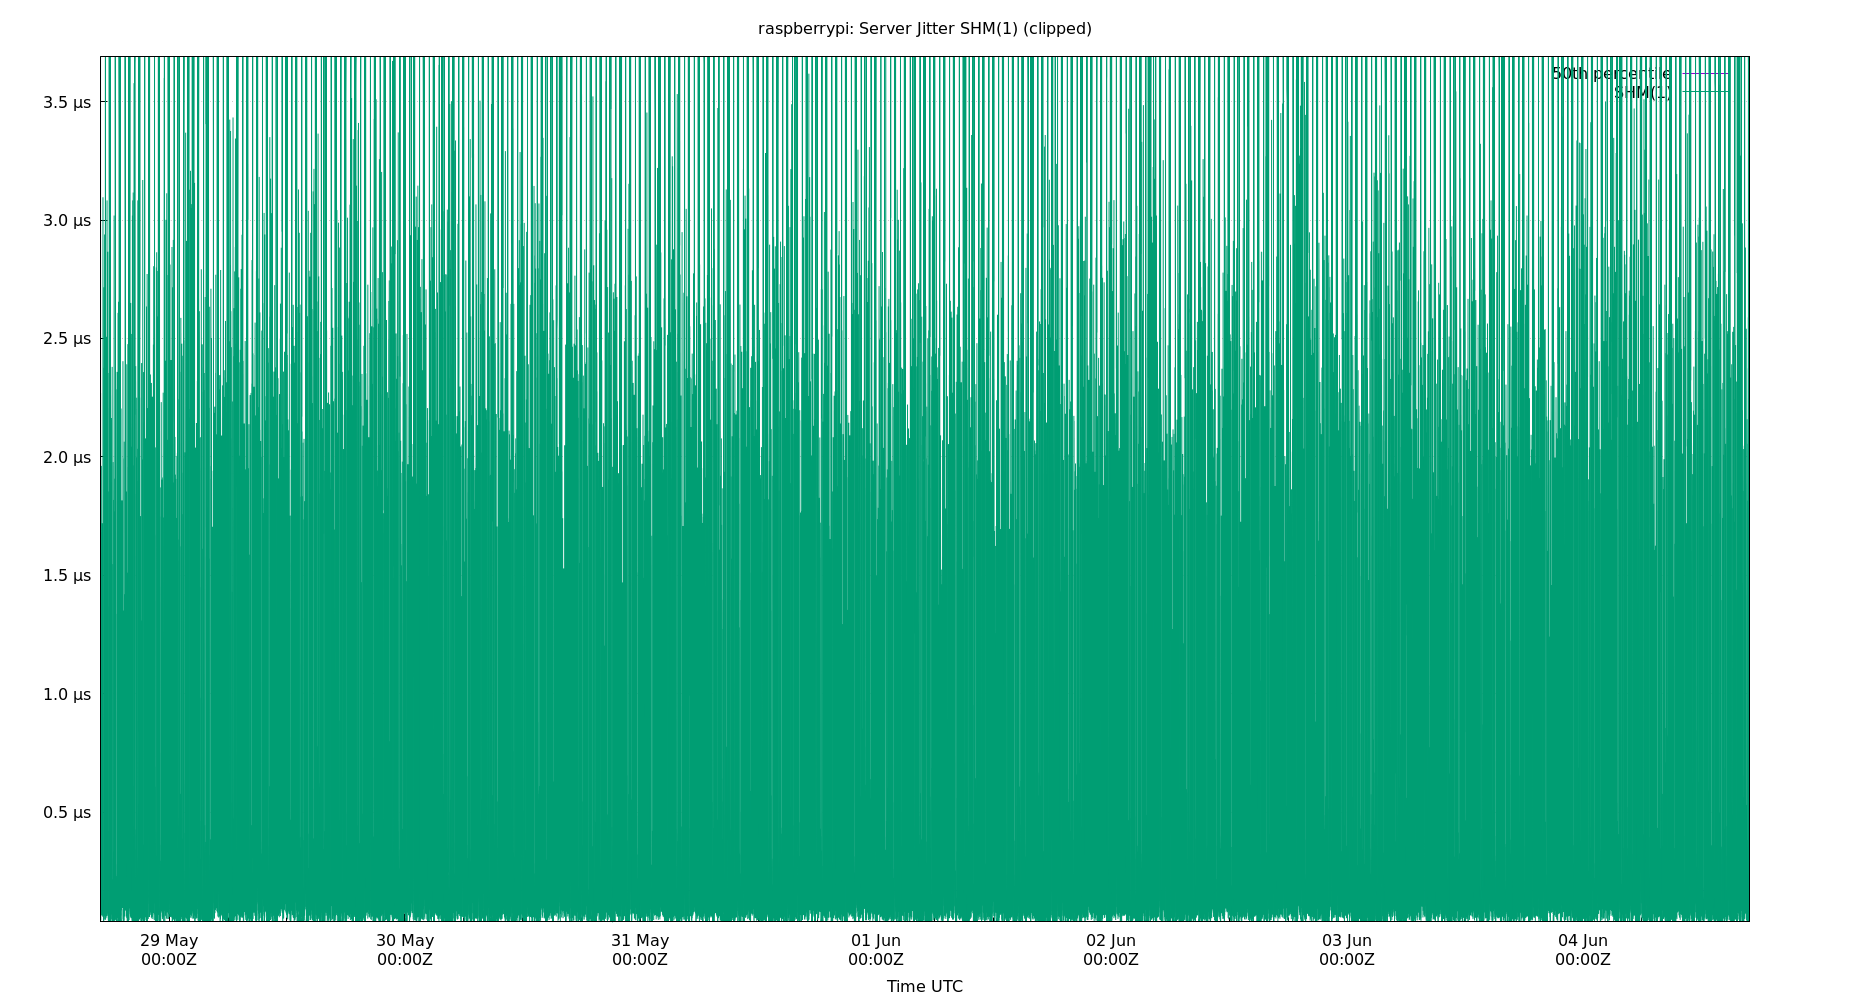 raspberrypi: Server Jitter SHM(1) (clipped)
50th percentile
SHM(1)
3.5 µs
3.0 µs
2.5 µs
2.0 µs
1.5 µs
1.0 µs
0.5 µs
29 May 30 May 31 May 01 Jun 02 Jun 03 Jun 04 Jun
00:00Z 00:00Z 00:00Z 00:00Z 00:00Z 00:00Z 00:00Z
Time UTC